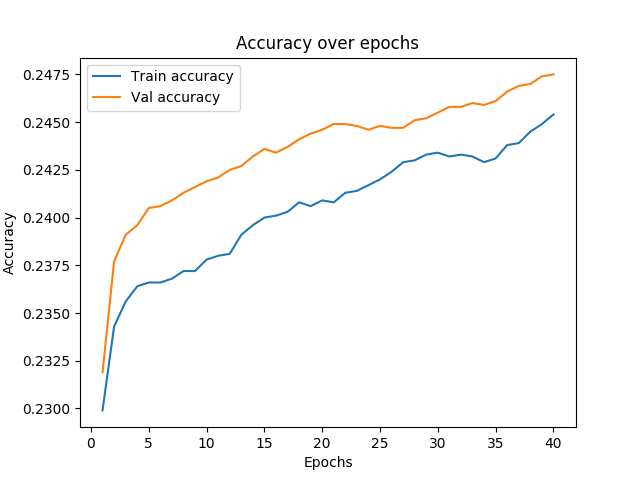 Accuracy over epochs
Train accuracy
Val accuracy
0.2475
0.2450
0.2425
0.2400
0.2375
0.2350
0.2325
0.2300
Accuracy
0 5 10 15 20 25 30 35 40
Epochs